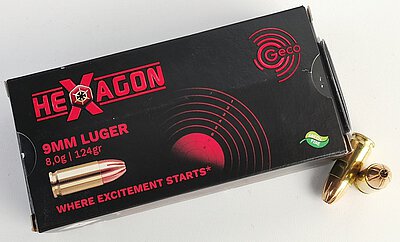 HEXAGON
Geco
9MM LUGER
8,0g | 124gr
WHERE EXCITEMENT STARTS*